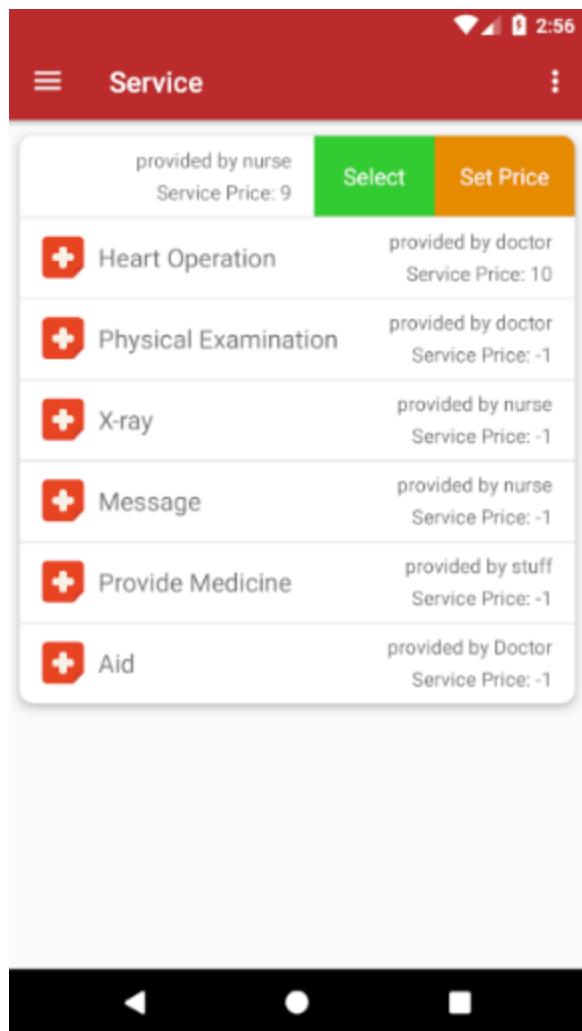 2:56
Service
provided by nurse
Service Price: 9
Select
Set Price
Heart Operation
provided by doctor
Service Price: 10
Physical Examination
provided by doctor
Service Price: -1
X-ray
provided by nurse
Service Price: -1
Message
provided by nurse
Service Price: -1
Provide Medicine
provided by stuff
Service Price: -1
Aid
provided by Doctor
Service Price: -1